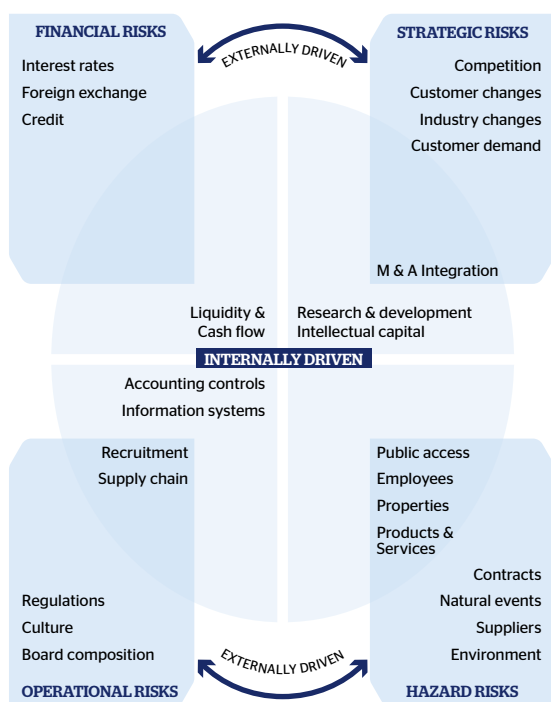 FINANCIAL RISKS
Interest rates
Foreign exchange
Credit
EXTERNALLY DRIVEN
STRATEGIC RISKS
Competition
Customer changes
Industry changes
Customer demand
M & A Integration
Liquidity &
Cash flow
Research & development
Intellectual capital
INTERNALLY DRIVEN
Accounting controls
Information systems
Recruitment
Supply chain
Regulations
Culture
Board composition
OPERATIONAL RISKS
Public access
Employees
Properties
Products &
Services
Contracts
Natural events
Suppliers
Environment
EXTERNALLY DRIVEN
HAZARD RISKS